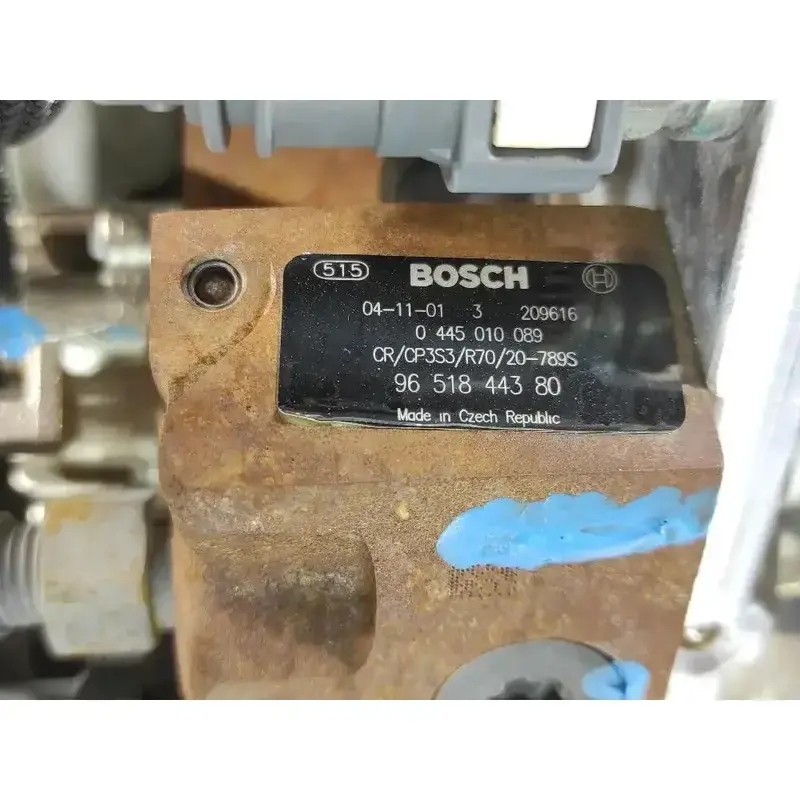 515 BOSCH
04-11-01 3 209616
0 445 010 089
CR/CP3S3/R70/20-789S
96 518 443 80
Made in Czech Republic